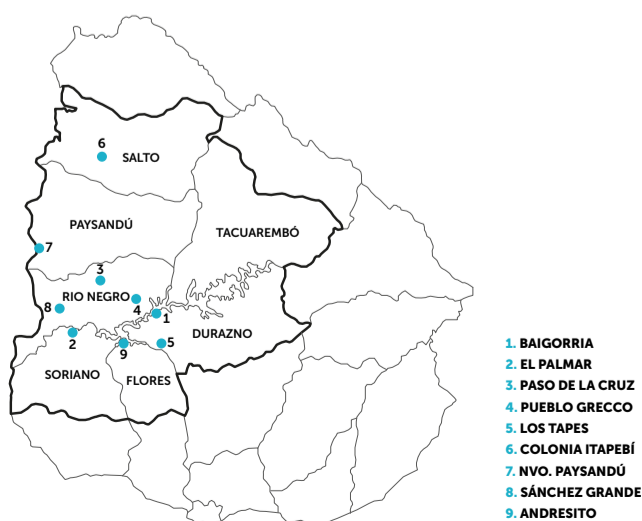 6
SALTO
PAYSANDÚ
TACUAREMBÓ
7
3
RIO NEGRO
4
8
1
DURAZNO
2
9
5
SORIANO
FLORES
1. BAIGORRIA
2. EL PALMAR
3. PASO DE LA CRUZ
4. PUEBLO GRECCO
5. LOS TAPES
6. COLONIA ITAPEBÍ
7. NVO. PAYSANDÚ
8. SÁNCHEZ GRANDE
9. ANDRESITO